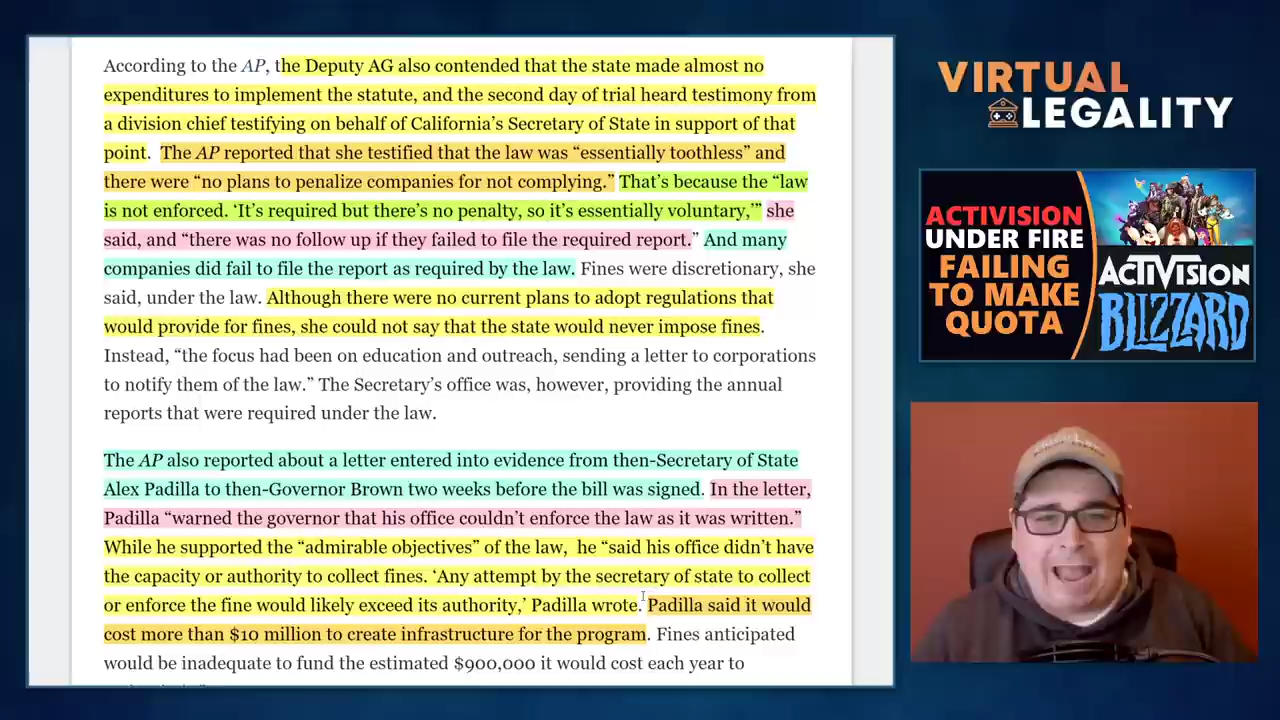 According to the AP, the Deputy AG also contended that the state made almost no
expenditures to implement the statute, and the second day of trial heard testimony from
a division chief testifying on behalf of California’s Secretary of State in support of that
point. The AP reported that she testified that the law was “essentially toothless” and
there were “no plans to penalize companies for not complying.” That’s because the “law
is not enforced. ‘It’s required but there’s no penalty, so it’s essentially voluntary,’” she
said, and “there was no follow up if they failed to file the required report.” And many
companies did fail to file the report as required by the law. Fines were discretionary, she
said, under the law. Although there were no current plans to adopt regulations that
would provide for fines, she could not say that the state would never impose fines.
Instead, “the focus had been on education and outreach, sending a letter to corporations
to notify them of the law.” The Secretary’s office was, however, providing the annual
reports that were required under the law.
The AP also reported about a letter entered into evidence from then-Secretary of State
Alex Padilla to then-Governor Brown two weeks before the bill was signed. In the letter,
Padilla “warned the governor that his office couldn’t enforce the law as it was written.”
While he supported the “admirable objectives” of the law, he “said his office didn’t have
the capacity or authority to collect fines. ‘Any attempt by the secretary of state to collect
or enforce the fine would likely exceed its authority,’ Padilla wrote. Padilla said it would
cost more than $10 million to create infrastructure for the program. Fines anticipated
would be inadequate to fund the estimated $900,000 it would cost each year to
VIRTUAL
LEGALITY
ACTIVISION
UNDER FIRE
FAILING
TO MAKE
QUOTA
ACTIVISION
BLIZZARD